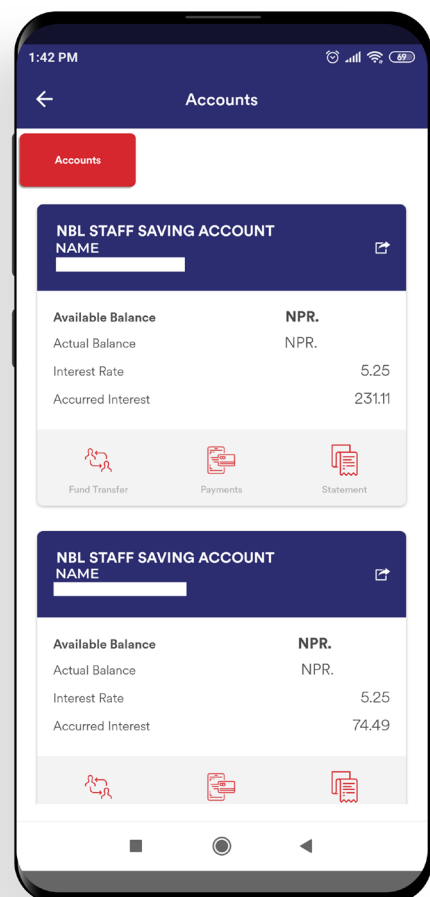 1:42 PM 69
Accounts
Accounts
NBL STAFF SAVING ACCOUNT
NAME
Available Balance NPR.
Actual Balance NPR.
Interest Rate 5.25
Accurred Interest 231.11
Fund Transfer Payments Statement
NBL STAFF SAVING ACCOUNT
NAME
Available Balance NPR.
Actual Balance NPR.
Interest Rate 5.25
Accurred Interest 74.49